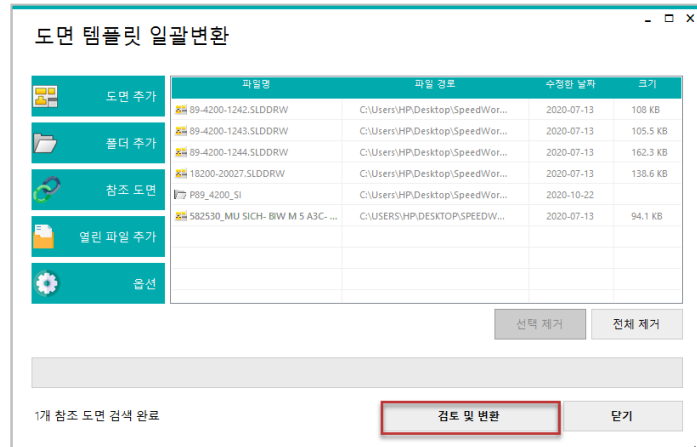 도면 템플릿 일괄변환
도면 추가
폴더 추가
참조 도면
열린 파일 추가
옵션
파일명 파일 경로 수정한 날짜 크기
89-4200-1242.SLDDRW C:\Users\HP\Desktop\SpeedWor... 2020-07-13 108 KB
89-4200-1243.SLDDRW C:\Users\HP\Desktop\SpeedWor... 2020-07-13 105.5 KB
89-4200-1244.SLDDRW C:\Users\HP\Desktop\SpeedWor... 2020-07-13 162.3 KB
18200-20027.SLDDRW C:\Users\HP\Desktop\SpeedWor... 2020-07-13 138.6 KB
P89_4200_SI C:\Users\HP\Desktop\SpeedWor... 2020-10-22
582530_MU SICH- BIW M 5 A3C- ... C:\USERS\HP\DESKTOP\SPEEDW... 2020-07-13 94.1 KB
선택 제거 전체 제거
1개 참조 도면 검색 완료 검토 및 변환 닫기